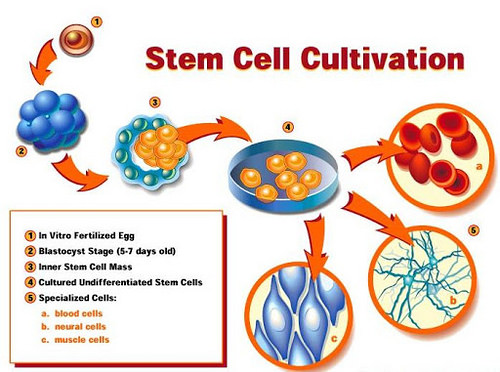 Stem Cell Cultivation
1
2
3
4
a
5
b
c
1 In Vitro Fertilized Egg
2 Blastocyst Stage (5-7 days old)
3 Inner Stem Cell Mass
4 Cultured Undifferentiated Stem Cells
5 Specialized Cells:
a. blood cells
b. neural cells
c. muscle cells